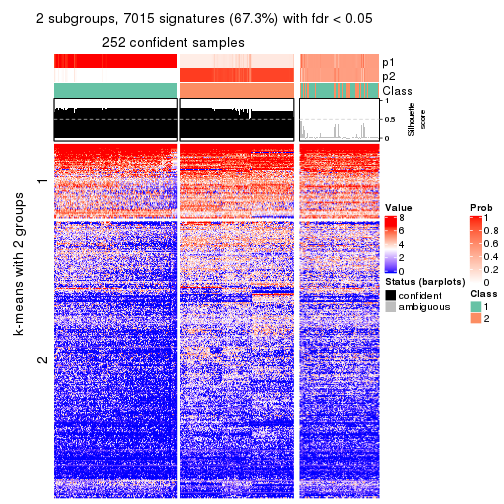 2 subgroups, 7015 signatures (67.3%) with fdr < 0.05
252 confident samples
p1
p2
Class
1
0.5
0
Silhouette
score
k-means with 2 groups
1
2
Value
8
6
4
2
0
Status (barplots)
confident
ambiguous
Prob
1
0.8
0.6
0.4
0.2
0
Class
1
2